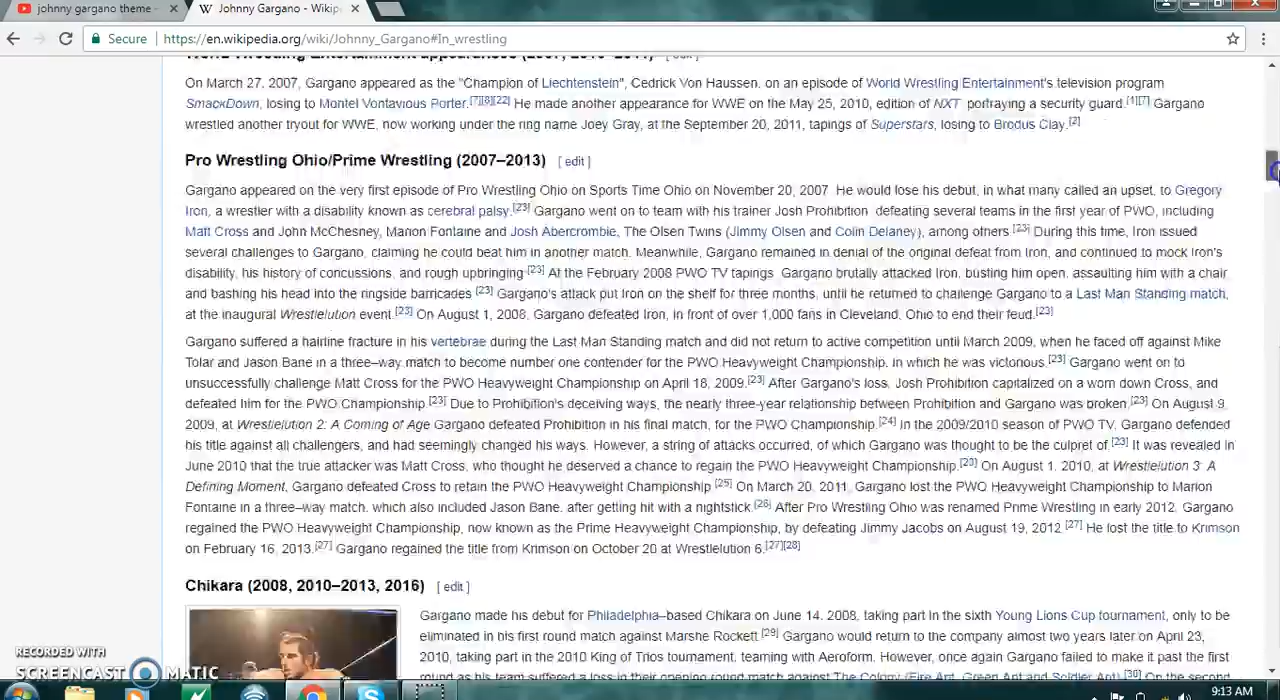 johnny gargano theme -
Johnny Gargano - Wikip
Secure https://en.wikipedia.org/wiki/Johnny_Gargano#In_wrestling
World Wrestling Entertainment appearances (2007, 2010–2011) [ edit ]
On March 27, 2007, Gargano appeared as the "Champion of Liechtenstein", Cedrick Von Haussen, on an episode of World Wrestling Entertainment's television program
SmackDown, losing to Montel Vontavious Porter.[7][8][22] He made another appearance for WWE on the May 25, 2010, edition of NXT portraying a security guard.[1][7] Gargano
wrestled another tryout for WWE, now working under the ring name Joey Gray, at the September 20, 2011, tapings of Superstars, losing to Brodus Clay.[2]
Pro Wrestling Ohio/Prime Wrestling (2007–2013) [ edit ]
Gargano appeared on the very first episode of Pro Wrestling Ohio on Sports Time Ohio on November 20, 2007 He would lose his debut, in what many called an upset, to Gregory
Iron, a wrestler with a disability known as cerebral palsy.[23] Gargano went on to team with his trainer Josh Prohibition defeating several teams in the first year of PWO, including
Matt Cross and John McChesney, Marion Fontaine and Josh Abercrombie, The Olsen Twins (Jimmy Olsen and Colin Delaney), among others [23] During this time, Iron issued
several challenges to Gargano, claiming he could beat him in another match. Meanwhile, Gargano remained in denial of the original defeat from Iron, and continued to mock Iron's
disability, his history of concussions, and rough upbringing [23] At the February 2008 PWO TV tapings Gargano brutally attacked Iron, busting him open, assaulting him with a chair
and bashing his head into the ringside barricades [23] Gargano's attack put Iron on the shelf for three months, until he returned to challenge Gargano to a Last Man Standing match,
at the inaugural Wrestlelution event.[23] On August 1, 2008, Gargano defeated Iron, in front of over 1,000 fans in Cleveland, Ohio to end their feud.[23]
Gargano suffered a hairline fracture in his vertebrae during the Last Man Standing match and did not return to active competition until March 2009, when he faced off against Mike
Tolar and Jason Bane in a three–way match to become number one contender for the PWO Heavyweight Championship, in which he was victorious.[23] Gargano went on to
unsuccessfully challenge Matt Cross for the PWO Heavyweight Championship on April 18, 2009.[23] After Gargano's loss, Josh Prohibition capitalized on a worn down Cross, and
defeated him for the PWO Championship.[23] Due to Prohibition's deceiving ways, the nearly three-year relationship between Prohibition and Gargano was broken.[23] On August 9,
2009, at Wrestlelution 2: A Coming of Age Gargano defeated Prohibition in his final match, for the PWO Championship.[24] In the 2009/2010 season of PWO TV, Gargano defended
his title against all challengers, and had seemingly changed his ways. However, a string of attacks occurred, of which Gargano was thought to be the culprit of.[23] It was revealed in
June 2010 that the true attacker was Matt Cross, who thought he deserved a chance to regain the PWO Heavyweight Championship.[23] On August 1, 2010, at Wrestlelution 3: A
Defining Moment, Gargano defeated Cross to retain the PWO Heavyweight Championship [25] On March 20, 2011, Gargano lost the PWO Heavyweight Championship to Marion
Fontaine in a three–way match, which also included Jason Bane, after getting hit with a nightstick.[26] After Pro Wrestling Ohio was renamed Prime Wrestling in early 2012, Gargano
regained the PWO Heavyweight Championship, now known as the Prime Heavyweight Championship, by defeating Jimmy Jacobs on August 19, 2012.[27] He lost the title to Krimson
on February 16, 2013.[27] Gargano regained the title from Krimson on October 20 at Wrestlelution 6.[27][28]
Chikara (2008, 2010–2013, 2016) [ edit ]
Gargano made his debut for Philadelphia–based Chikara on June 14, 2008, taking part in the sixth Young Lions Cup tournament, only to be
eliminated in his first round match against Marshe Rockett.[29] Gargano would return to the company almost two years later on April 23,
2010, taking part in the 2010 King of Trios tournament, teaming with Aeroform. However, once again Gargano failed to make it past the first
round as his team suffered a loss in their opening round match against The Colony (Fire Ant, Green Ant and Soldier Ant) [30] On the second
RECORDED WITH
SCREENCAST MATIC
9:13 AM